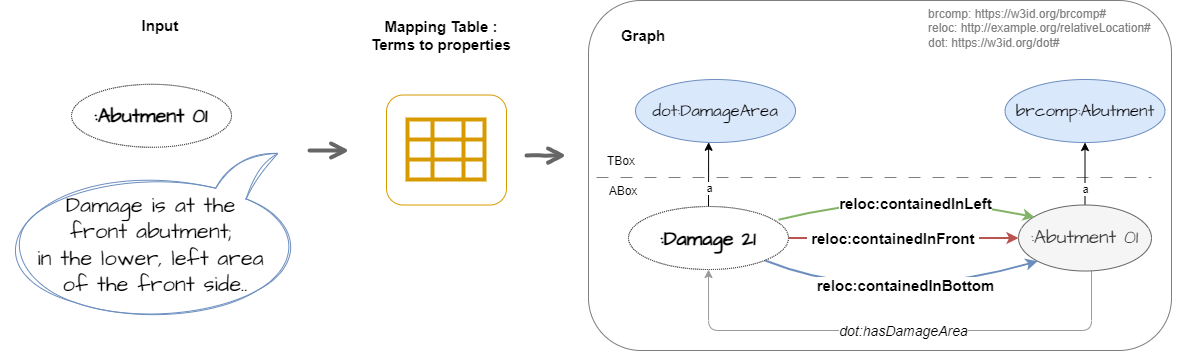 Input
:Abutment 01
Damage is at the
front abutment,
in the lower, left area
of the front side..
Mapping Table :
Terms to properties
Graph
brcomp: https://w3id.org/brcomp#
reloc: http://example.org/relativeLocation#
dot: https://w3id.org/dot#
dot:DamageArea
brcomp:Abutment
TBox
ABox
a
a
:Damage 21
reloc:containedInLeft
reloc:containedInFront
reloc:containedInBottom
:Abutment 01
dot:hasDamageArea